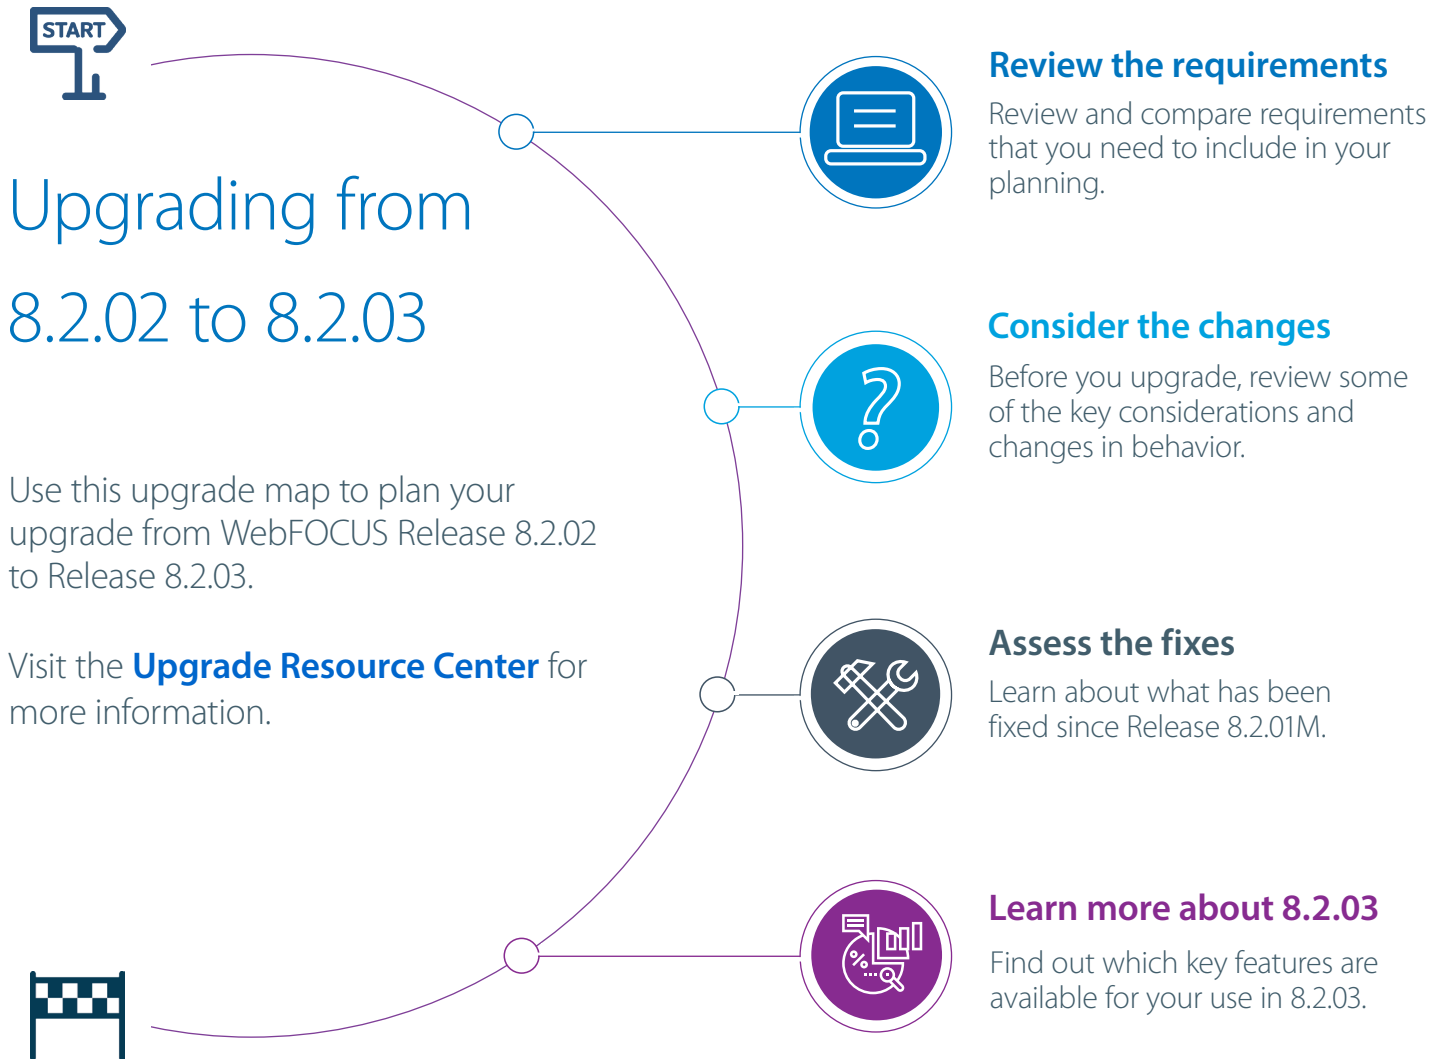 START
Upgrading from
8.2.02 to 8.2.03
Use this upgrade map to plan your
upgrade from WebFOCUS Release 8.2.02
to Release 8.2.03.
Visit the Upgrade Resource Center for
more information.
Review the requirements
Review and compare requirements
that you need to include in your
planning.
Consider the changes
Before you upgrade, review some
of the key considerations and
changes in behavior.
?
Assess the fixes
Learn about what has been
fixed since Release 8.2.01M.
Learn more about 8.2.03
Find out which key features are
available for your use in 8.2.03.
%